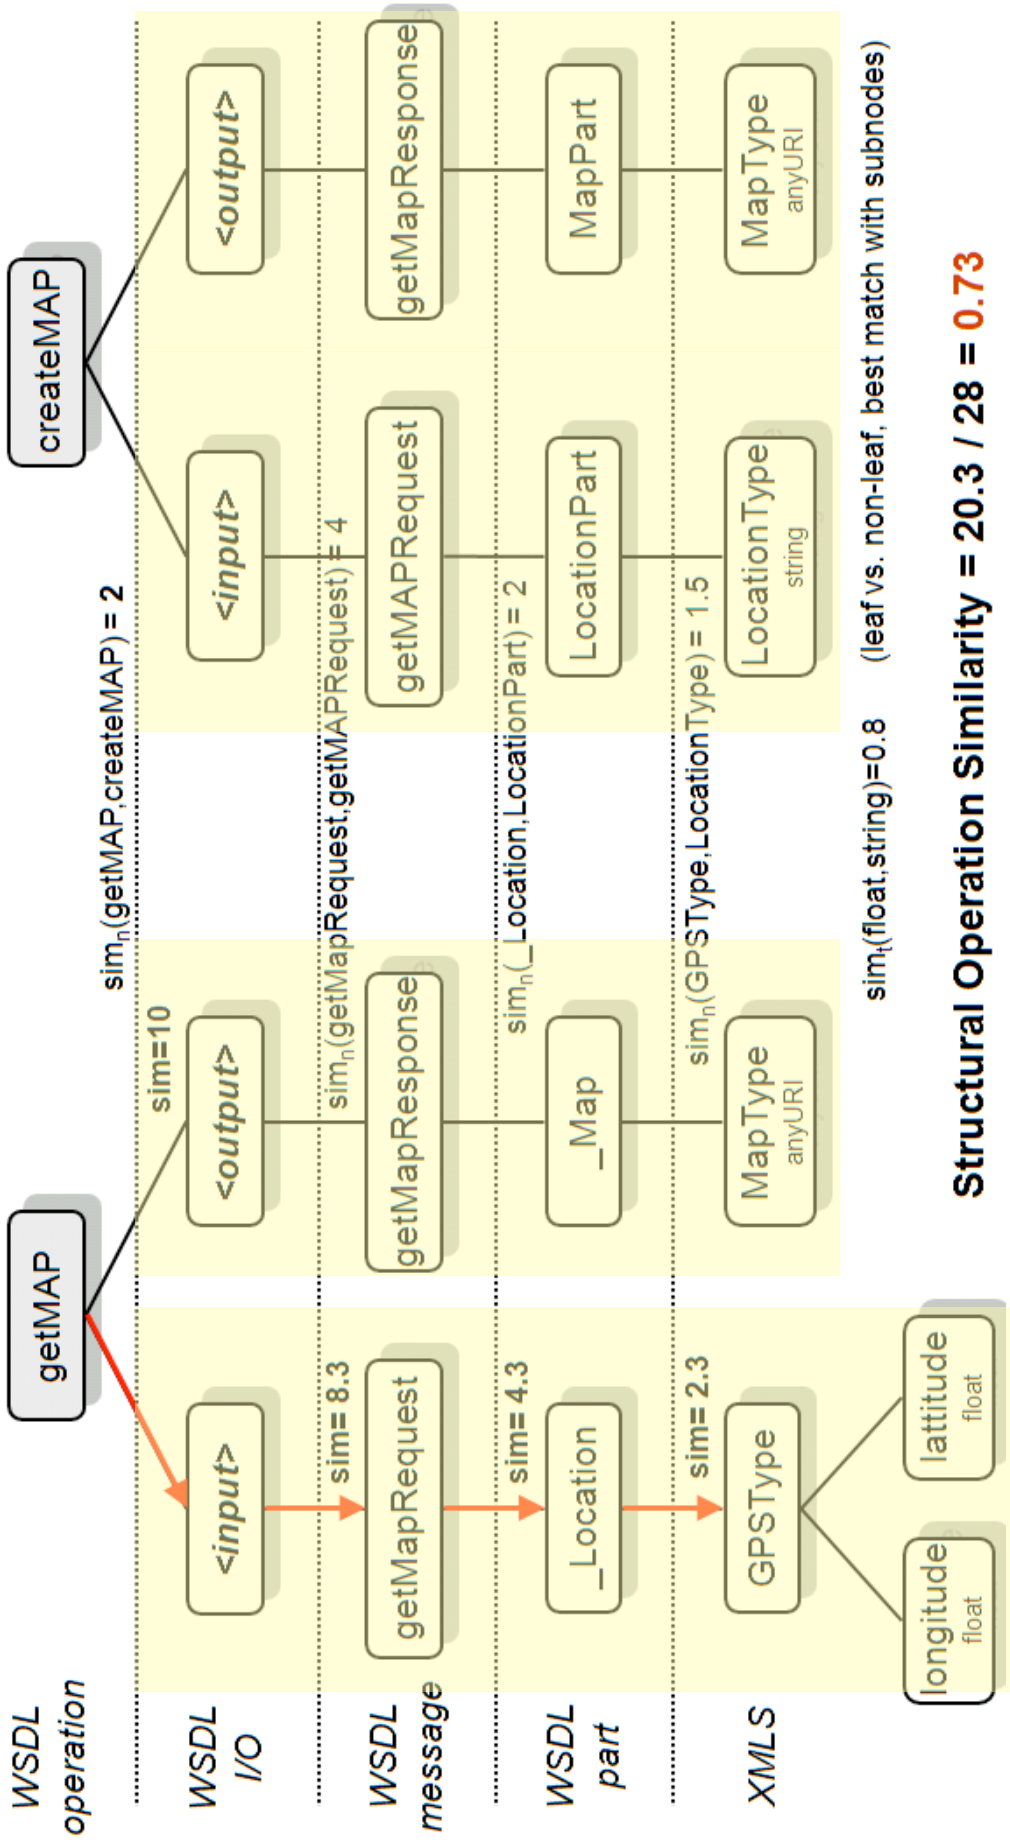 WSDL
operation
getMAP
createMAP
simn(getMAP,createMAP) = 2
sim=10
WSDL
I/O
<input>
<output>
<input>
<output>
sim= 8.3
simn(getMapRequest,getMAPRequest) = 4
WSDL
message
getMapRequest
getMapResponse
getMAPRequest
getMapResponse
sim= 4.3
simn(_Location,LocationPart) = 2
WSDL
part
_Location
_Map
LocationPart
MapPart
sim= 2.3
simn(GPSType,LocationType) = 1.5
XMLS
GPSType
MapType
anyURI
LocationType
string
MapType
anyURI
simt(float,string)=0.8
(leaf vs. non-leaf, best match with subnodes)
longitude
float
lattitude
float
Structural Operation Similarity = 20.3 / 28 = 0.73